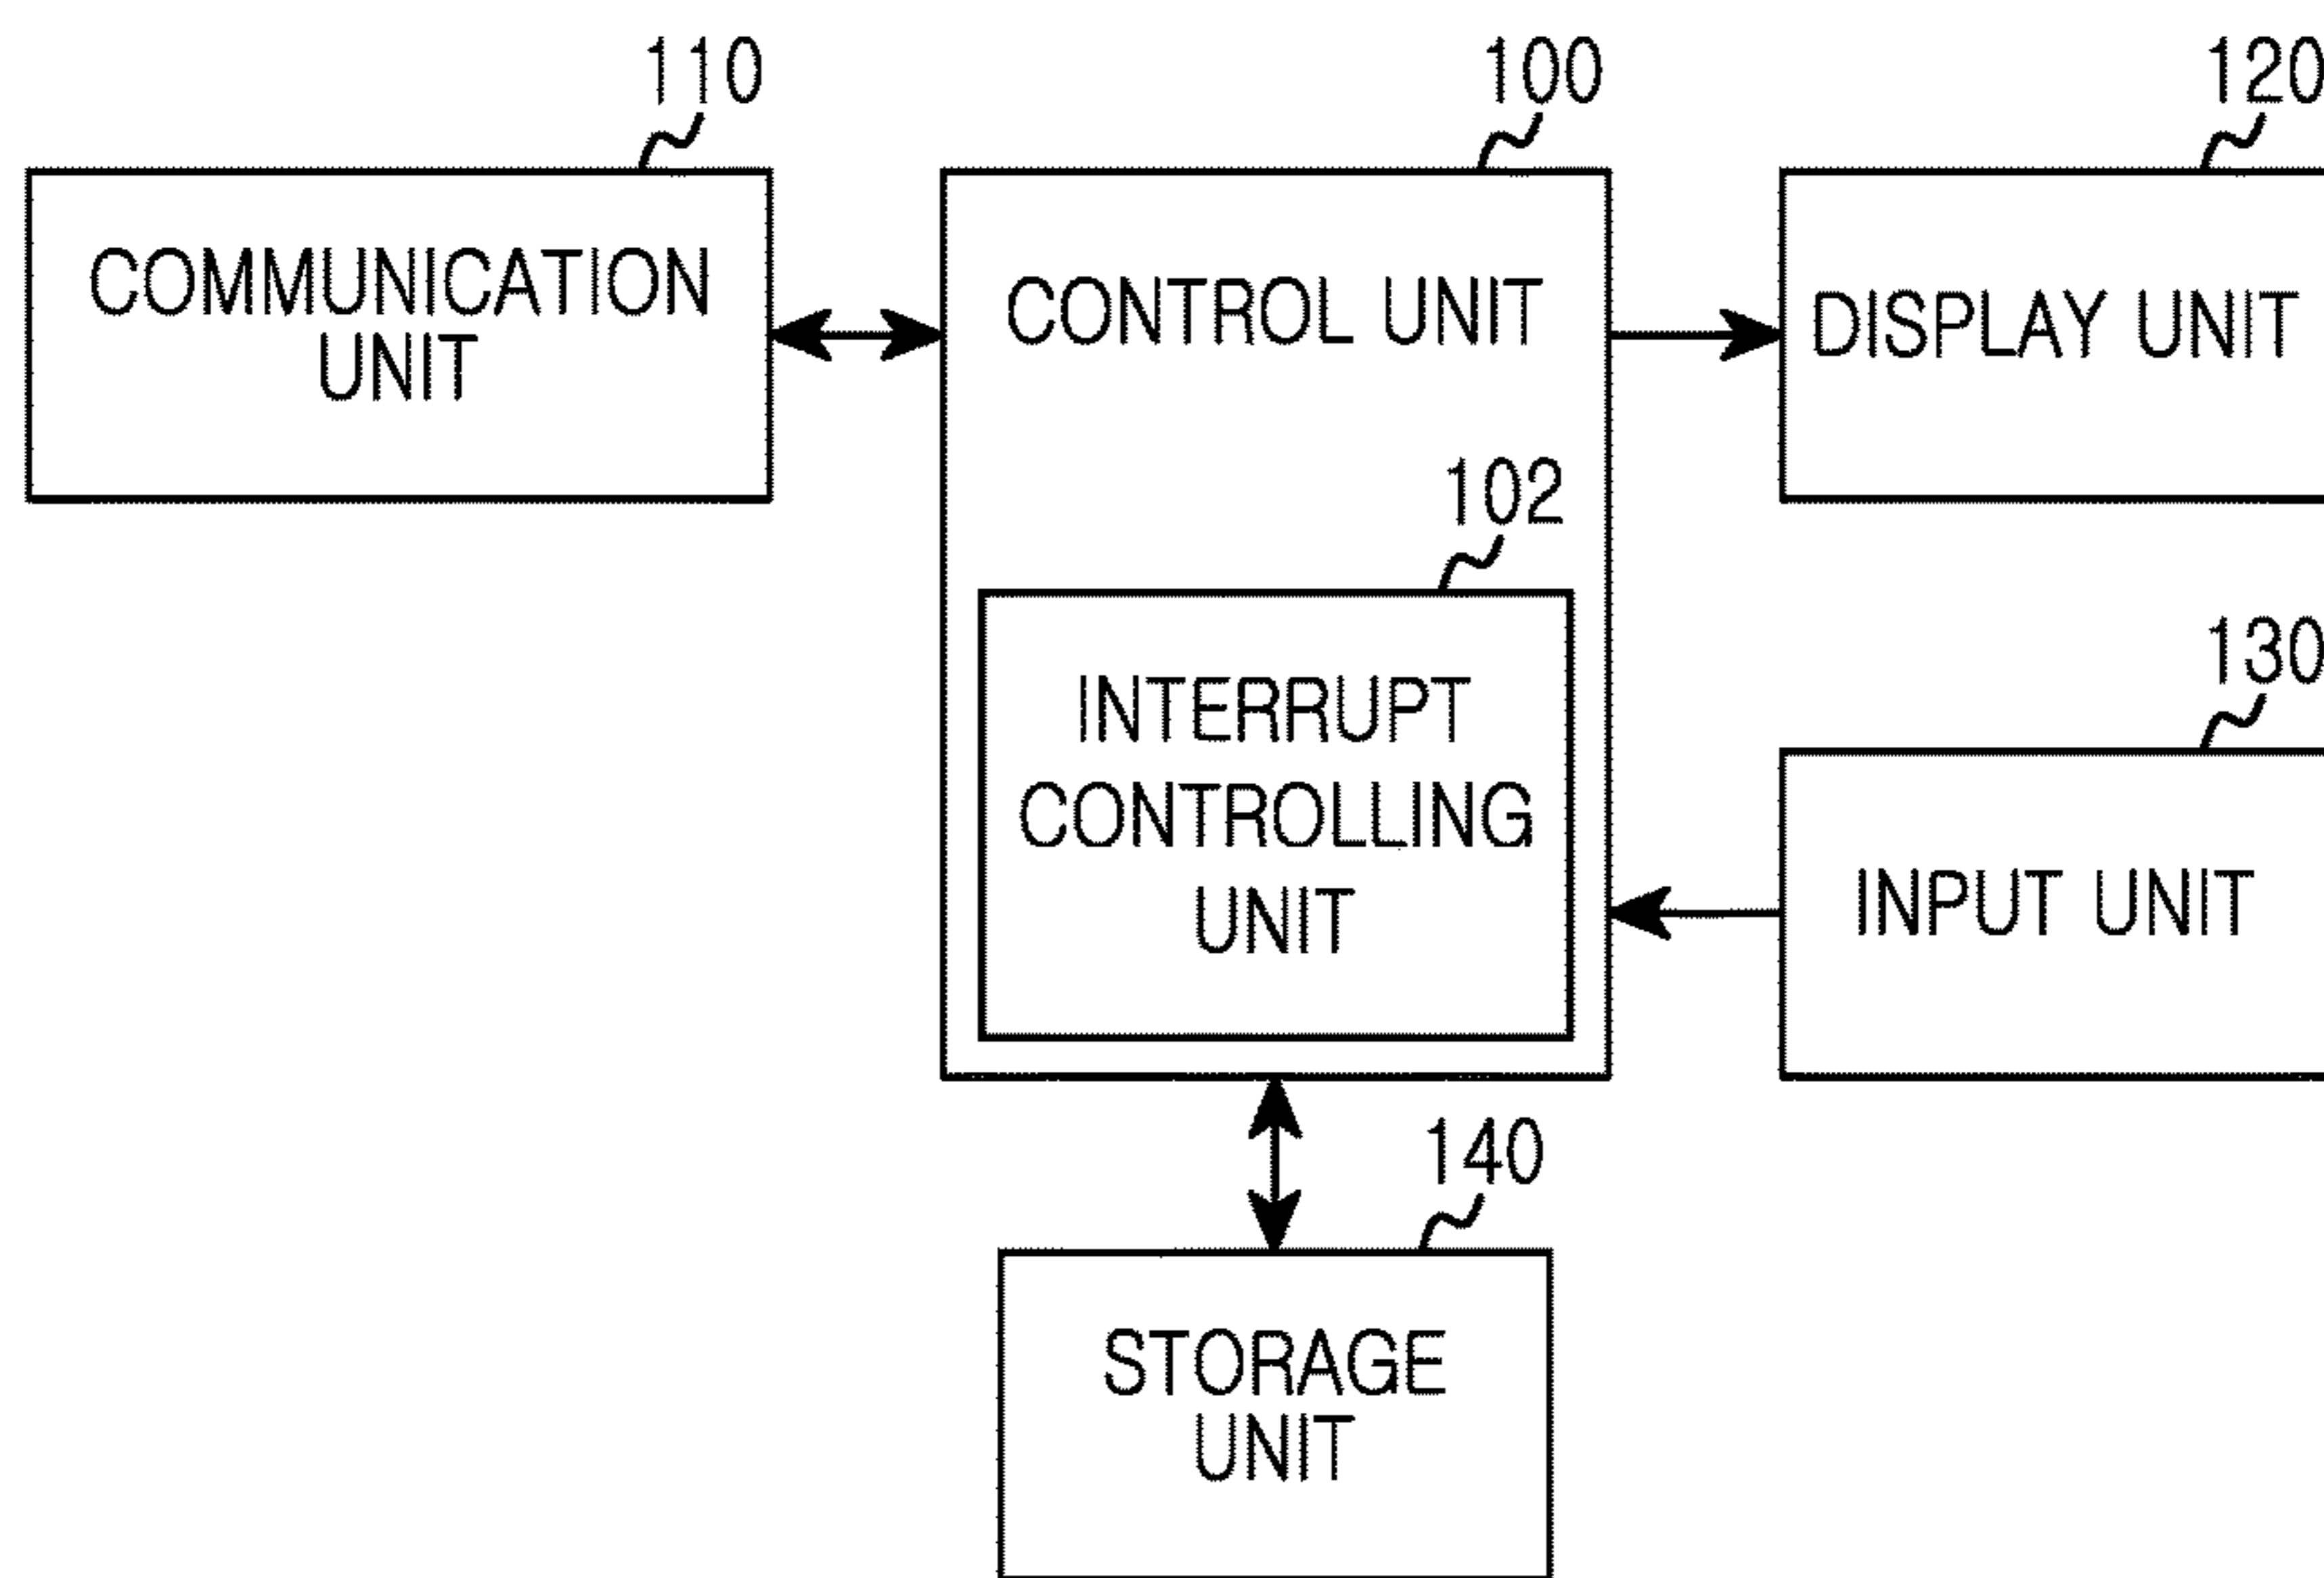 110
COMMUNICATION
UNIT
100
CONTROL UNIT
102
INTERRUPT
CONTROLLING
UNIT
120
DISPLAY UNIT
130
INPUT UNIT
140
STORAGE
UNIT